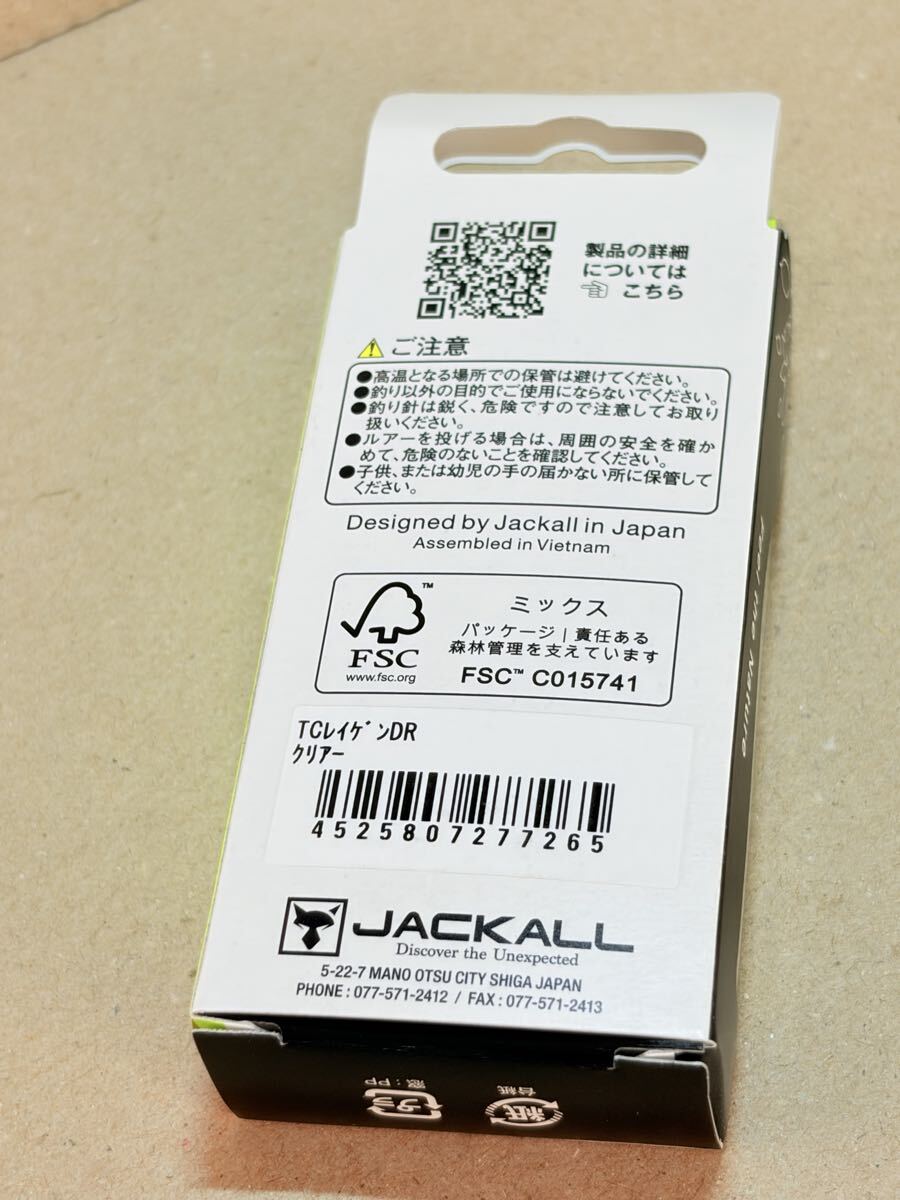 製品の詳細
については
☜ こちら
ご注意
●高温となる場所での保管は避けてください。
●釣り以外の目的でご使用にならないでください。
●釣り針は鋭く、危険ですので注意してお取り
扱いください。
●ルアーを投げる場合は、周囲の安全を確か
めて、危険のないことを確認してください。
●子供、または幼児の手の届かない所に保管して
ください。
Designed by Jackall in Japan
Assembled in Vietnam
FSC™
www.fsc.org
ミックス
パッケージ | 責任ある
森林管理を支えています
FSC™ C015741
TCﾚｲｹﾞﾝDR
ｸﾘｱｰ
4525807277265
JACKALL
Discover the Unexpected
5-22-7 MANO OTSU CITY SHIGA JAPAN
PHONE : 077-571-2412 / FAX : 077-571-2413
the Nature
窓：PP
プラ
台紙
紙